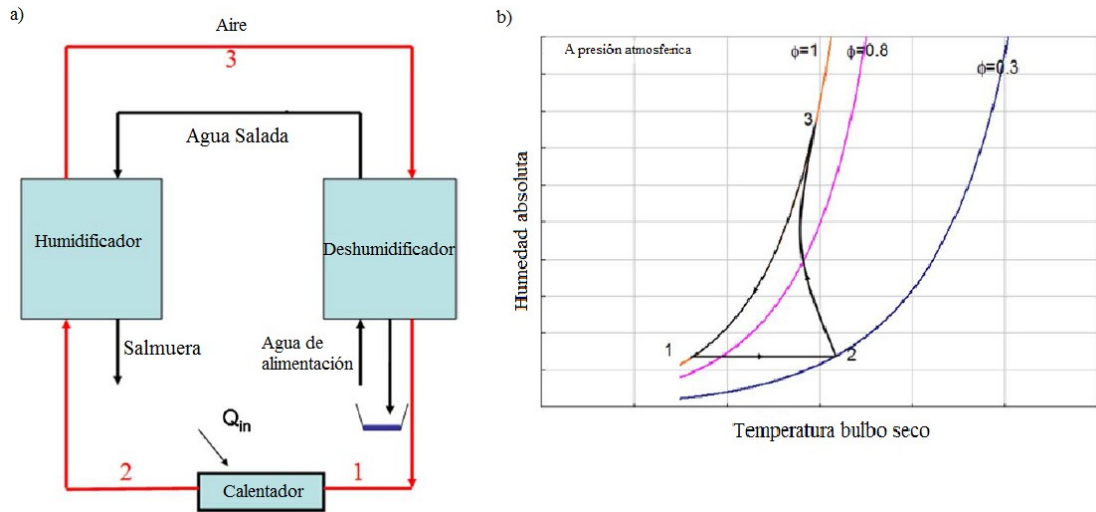 a)
Aire
3
Agua Salada
Humidificador
Deshumidificador
Salmuera
Agua de
alimentación
Qin
2
Calentador
1
b)
A presión atmosferica
ϕ=1
ϕ=0.8
ϕ=0.3
3
1
2
Humedad absoluta
Temperatura bulbo seco